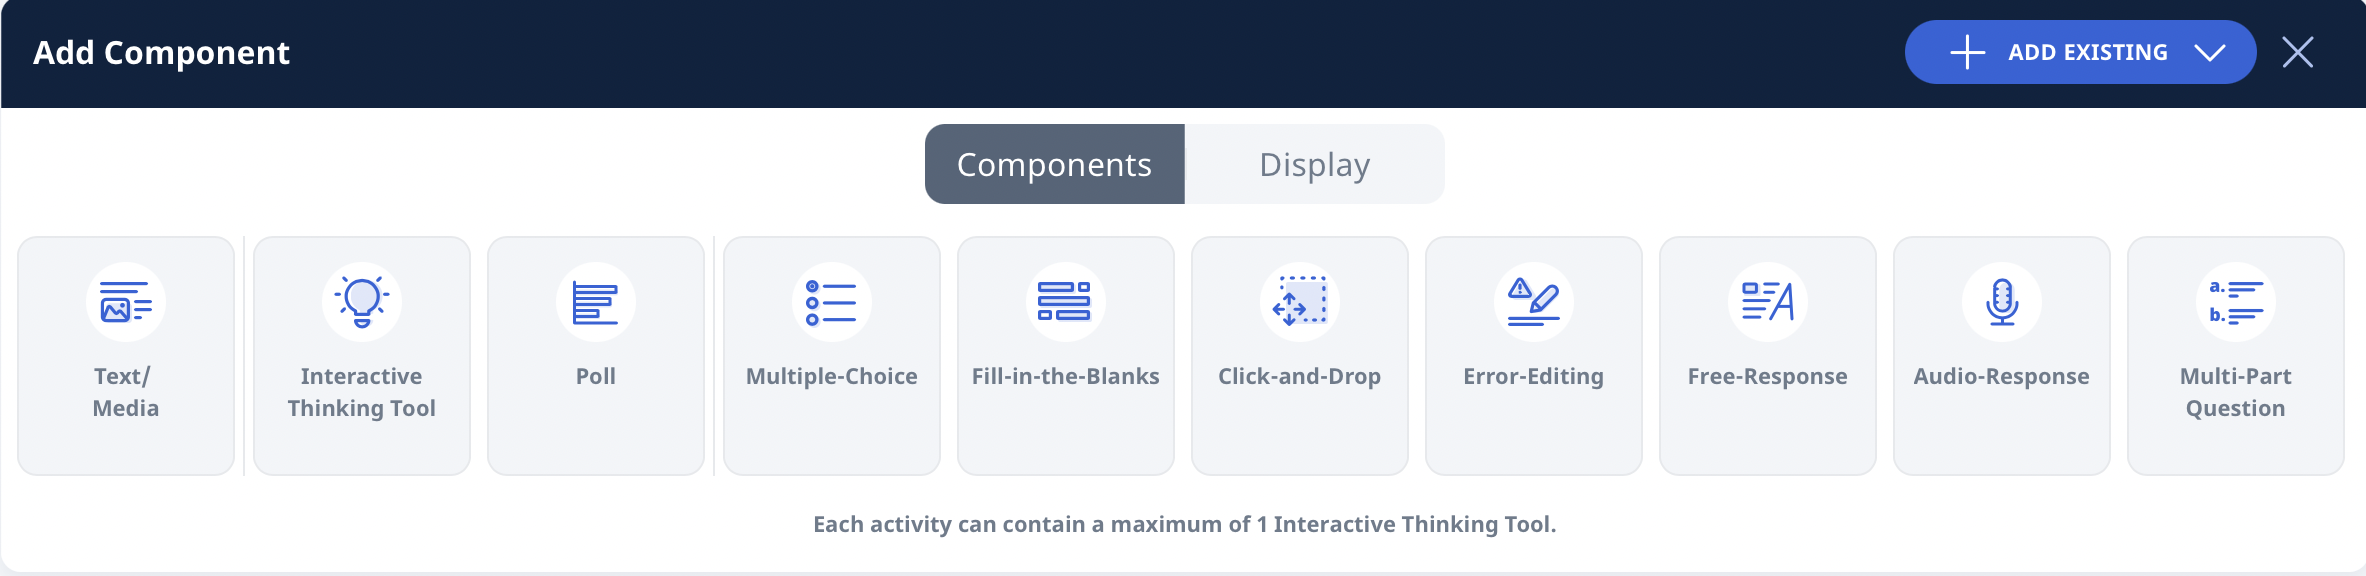 Add Component
ADD EXISTING
Components
Display
Text/
Media
Interactive
Thinking Tool
Poll
Multiple-Choice
Fill-in-the-Blanks
Click-and-Drop
Error-Editing
Free-Response
A
Audio-Response
a.
b.
Multi-Part
Question
Each activity can contain a maximum of 1 Interactive Thinking Tool.